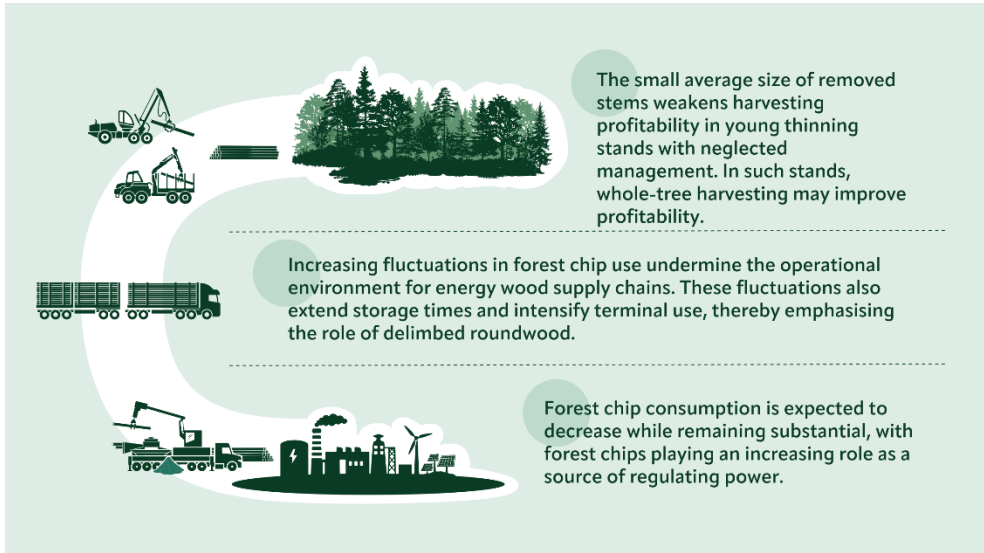 The small average size of removed
stems weakens harvesting
profitability in young thinning
stands with neglected
management. In such stands,
whole-tree harvesting may improve
profitability.
Increasing fluctuations in forest chip use undermine the operational
environment for energy wood supply chains. These fluctuations also
extend storage times and intensify terminal use, thereby emphasising
the role of delimbed roundwood.
Forest chip consumption is expected to
decrease while remaining substantial, with
forest chips playing an increasing role as a
source of regulating power.